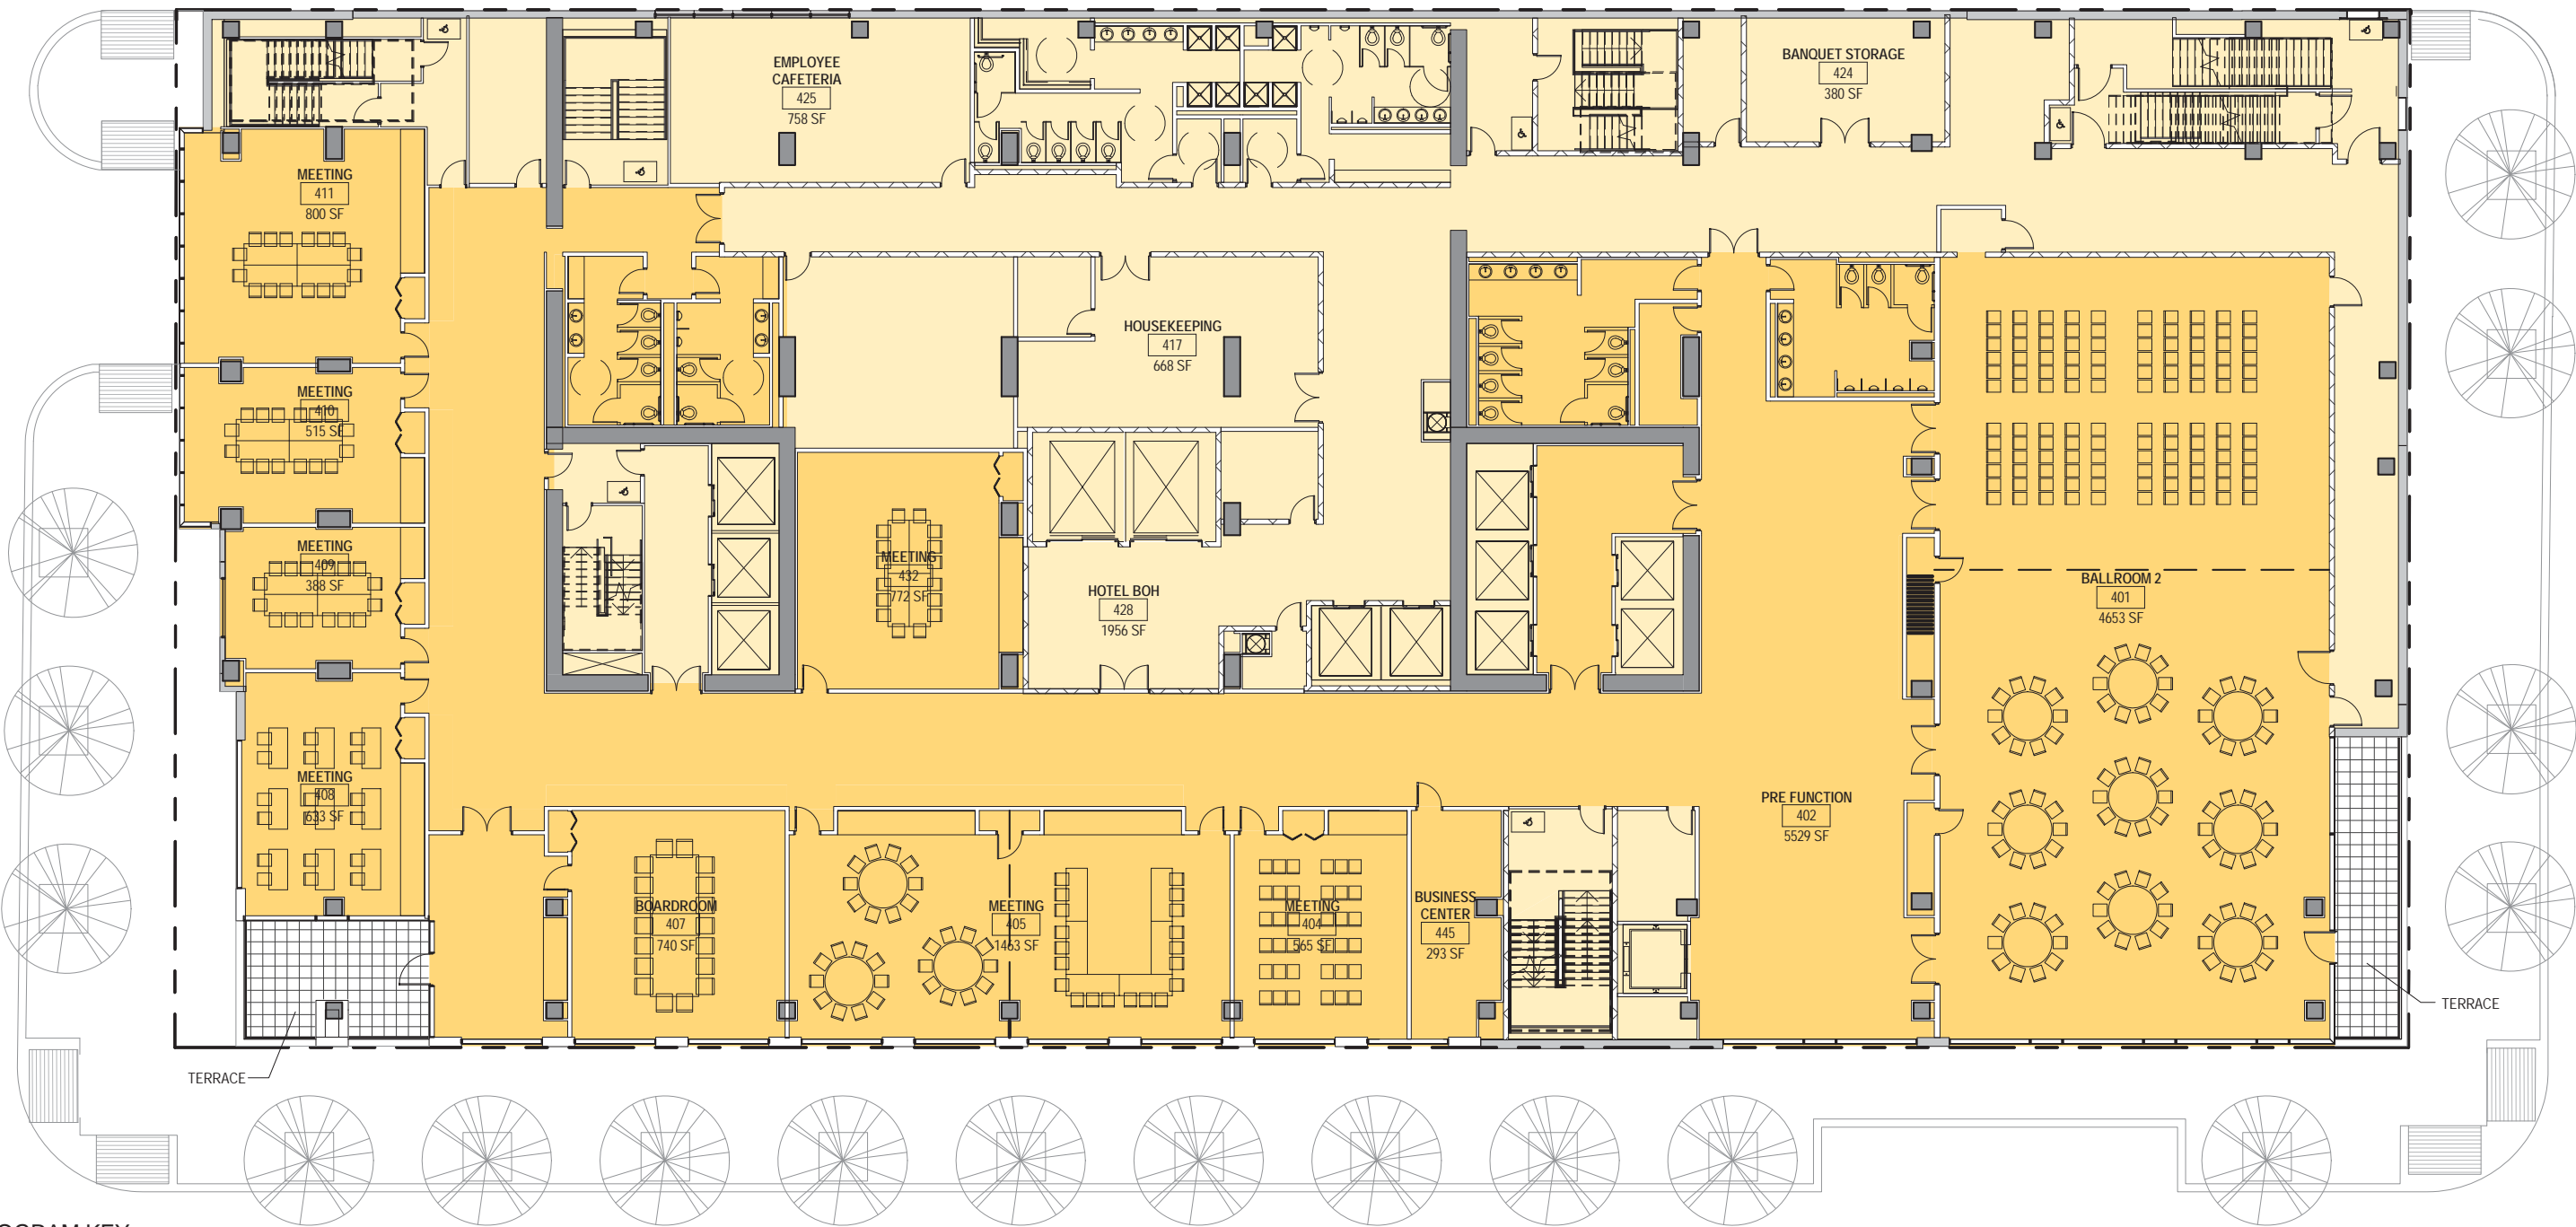 EMPLOYEE
CAFETERIA
425
758 SF
BANQUET STORAGE
424
380 SF
MEETING
411
800 SF
HOUSEKEEPING
417
668 SF
MEETING
410
515 SF
MEETING
409
388 SF
MEETING
432
772 SF
HOTEL BOH
428
1956 SF
BALLROOM 2
401
4653 SF
MEETING
408
633 SF
PRE FUNCTION
402
5529 SF
BOARDROOM
407
740 SF
MEETING
405
1463 SF
MEETING
404
565 SF
BUSINESS
CENTER
445
293 SF
TERRACE
TERRACE